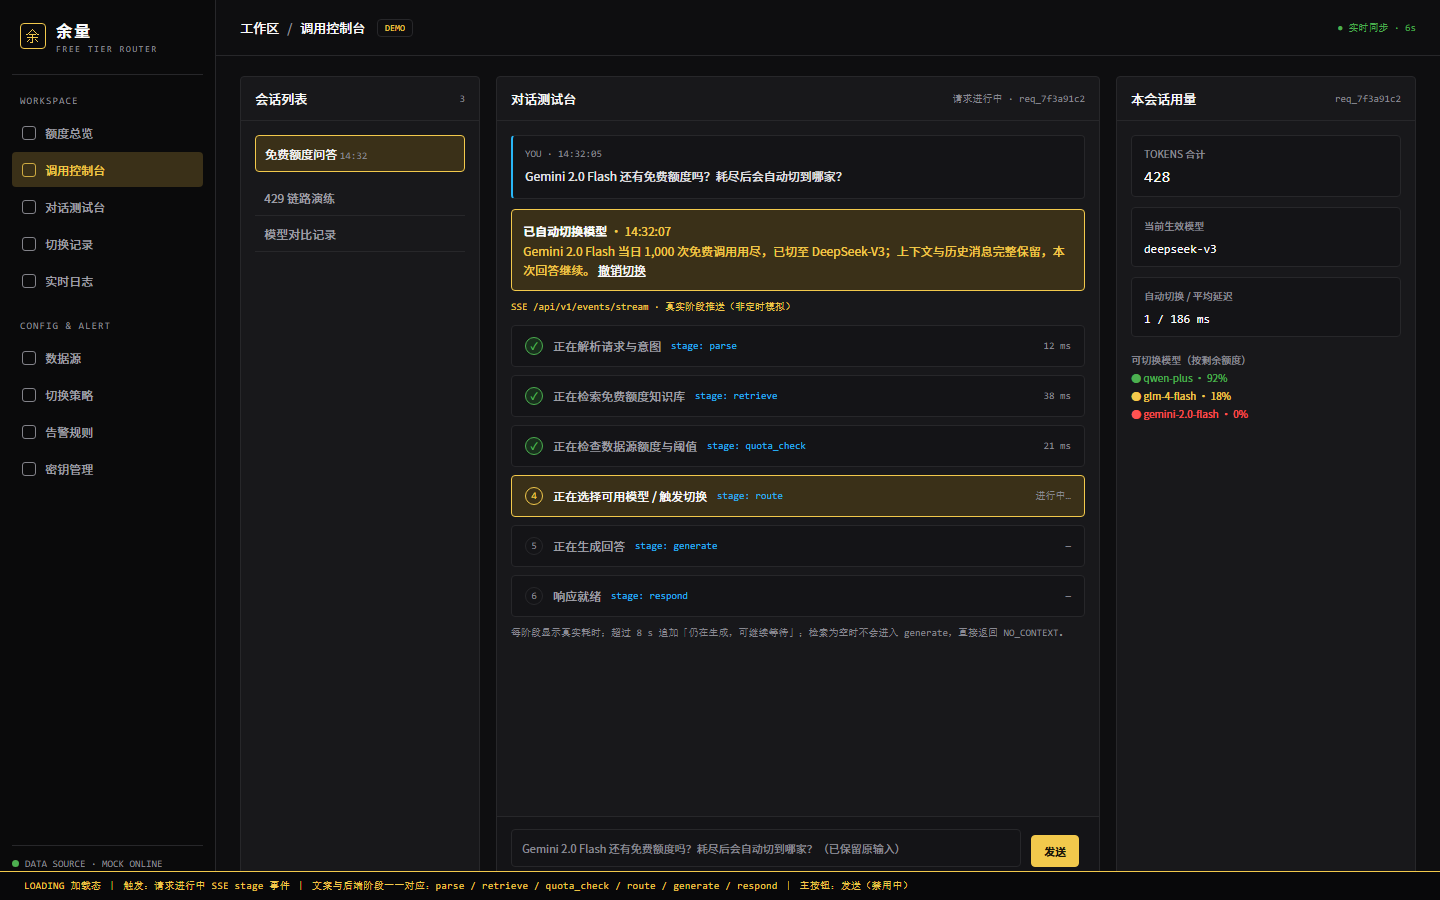 余
余量
FREE TIER ROUTER
WORKSPACE
额度总览
调用控制台
对话测试台
切换记录
实时日志
CONFIG & ALERT
数据源
切换策略
告警规则
密钥管理
DATA SOURCE · MOCK ONLINE
工作区 / 调用控制台 DEMO
实时同步 · 6s
会话列表 3
免费额度问答 14:32
429 链路演练
模型对比记录
对话测试台 请求进行中 · req_7f3a91c2
YOU · 14:32:05
Gemini 2.0 Flash 还有免费额度吗？耗尽后会自动切到哪家？
已自动切换模型 · 14:32:07
Gemini 2.0 Flash 当日 1,000 次免费调用用尽，已切至 DeepSeek-V3；上下文与历史消息完整保留，本
次回答继续。 撤销切换
SSE /api/v1/events/stream · 真实阶段推送（非定时模拟）
✓ 正在解析请求与意图 stage: parse 12 ms
✓ 正在检索免费额度知识库 stage: retrieve 38 ms
✓ 正在检查数据源额度与阈值 stage: quota_check 21 ms
4 正在选择可用模型 / 触发切换 stage: route 进行中…
5 正在生成回答 stage: generate —
6 响应就绪 stage: respond —
每阶段显示真实耗时；超过 8 s 追加「仍在生成，可继续等待」；检索为空时不会进入 generate，直接返回 NO_CONTEXT。
Gemini 2.0 Flash 还有免费额度吗？耗尽后会自动切到哪家？（已保留原输入）
发送
本会话用量 req_7f3a91c2
TOKENS 合计
428
当前生效模型
deepseek-v3
自动切换 / 平均延迟
1 / 186 ms
可切换模型（按剩余额度）
qwen-plus · 92%
glm-4-flash · 18%
gemini-2.0-flash · 0%
LOADING 加载态 | 触发：请求进行中 SSE stage 事件 | 文案与后端阶段一一对应：parse / retrieve / quota_check / route / generate / respond | 主按钮：发送（禁用中）